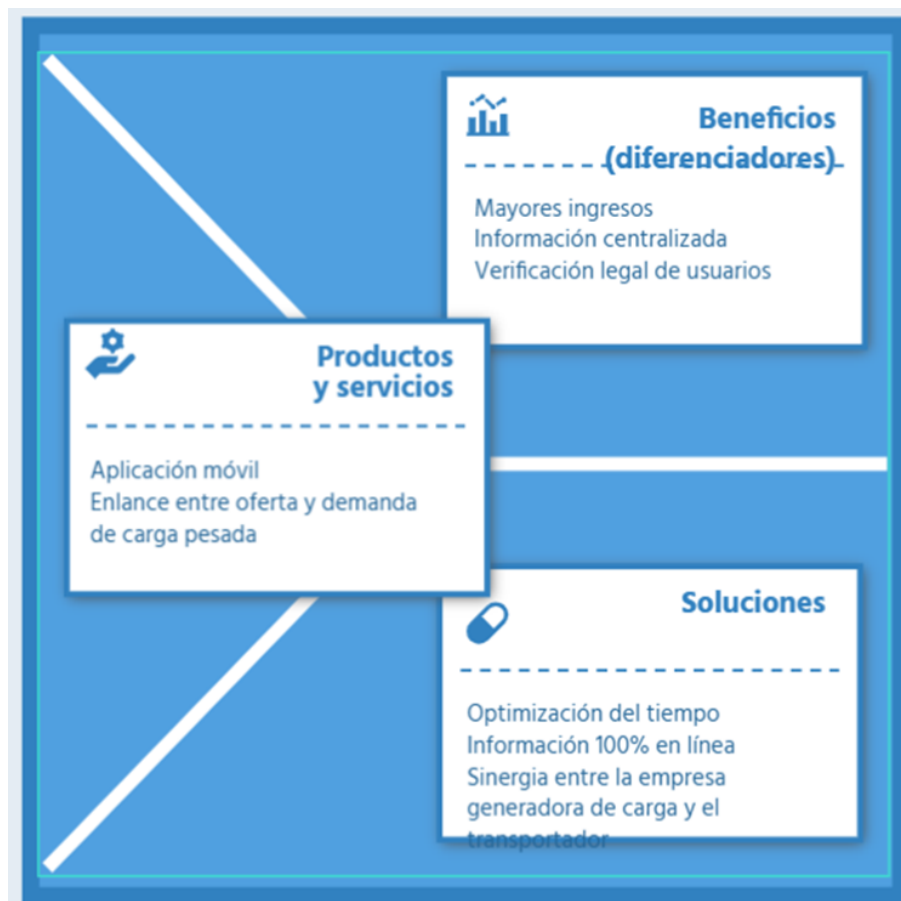 Beneficios
(diferenciadores)
Mayores ingresos
Información centralizada
Verificación legal de usuarios
Productos
y servicios
Aplicación móvil
Enlance entre oferta y demanda
de carga pesada
Soluciones
Optimización del tiempo
Información 100% en línea
Sinergia entre la empresa
generadora de carga y el
transportador